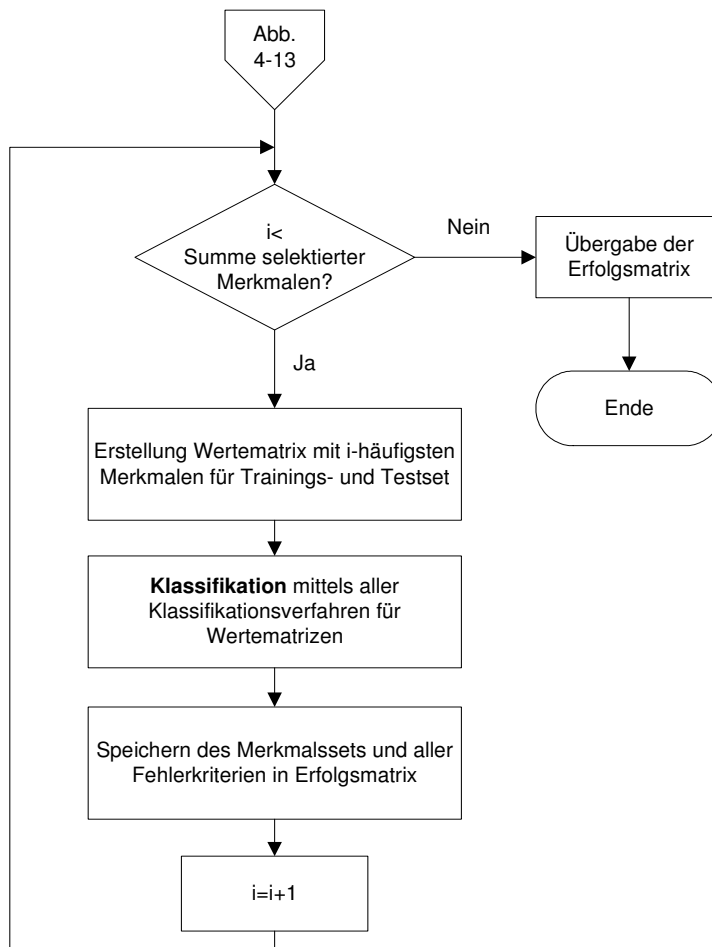 Abb.
4-13
i<
Summe selektierter
Merkmalen?
Nein
Übergabe der
Erfolgsmatrix
Ja
Ende
Erstellung Wertematrix mit i-häufigsten
Merkmalen für Trainings- und Testset
Klassifikation mittels aller
Klassifikationsverfahren für
Wertematrizen
Speichern des Merkmalssets und aller
Fehlerkriterien in Erfolgsmatrix
i=i+1